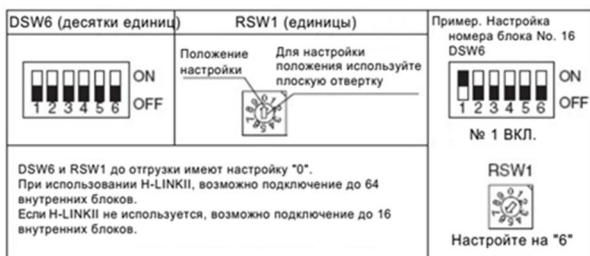 DSW6 (десятки единиц)
RSW1 (единицы)
Пример. Настройка
номера блока No. 16
DSW6
ON
OFF
1 2 3 4 5 6
Положение
настройки
Для настройки
положения используйте
плоскую отвертку
ON
OFF
1 2 3 4 5 6
№ 1 ВКЛ.
DSW6 и RSW1 до отгрузки имеют настройку "0".
При использовании H-LINKII, возможно подключение до 64
внутренних блоков.
Если H-LINKII не используется, возможно подключение до 16
внутренних блоков.
RSW1
Настройте на "6"